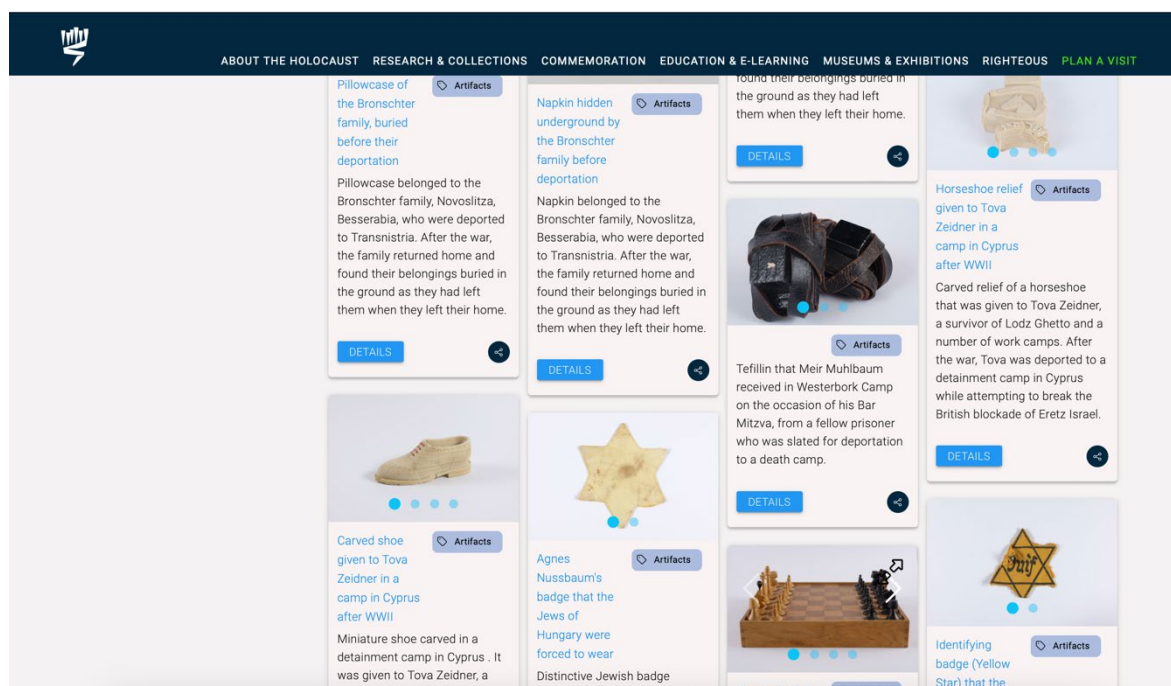 ABOUT THE HOLOCAUST RESEARCH & COLLECTIONS COMMEMORATION EDUCATION & E-LEARNING MUSEUMS & EXHIBITIONS RIGHTEOUS PLAN A VISIT
Pillowcase of
the Bronschter
family, buried
before their
deportation
Artifacts
Pillowcase belonged to the
Bronschter family, Novoslitza,
Besserabia, who were deported
to Transnistria. After the war,
the family returned home and
found their belongings buried in
the ground as they had left
them when they left their home.
DETAILS
Carved shoe
given to Tova
Zeidner in a
camp in Cyprus
after WWII
Artifacts
Miniature shoe carved in a
detainment camp in Cyprus . It
was given to Tova Zeidner, a
Napkin hidden
underground by
the Bronschter
family before
deportation
Artifacts
Napkin belonged to the
Bronschter family, Novoslitza,
Besserabia, who were deported
to Transnistria. After the war,
the family returned home and
found their belongings buried in
the ground as they had left
them when they left their home.
DETAILS
Agnes
Nussbaum's
badge that the
Jews of
Hungary were
forced to wear
Artifacts
Distinctive Jewish badge
found their belongings buried in
the ground as they had left
them when they left their home.
DETAILS
Artifacts
Tefillin that Meir Muhlbaum
received in Westerbork Camp
on the occasion of his Bar
Mitzva, from a fellow prisoner
who was slated for deportation
to a death camp.
DETAILS
Artifacts
Horseshoe relief
given to Tova
Zeidner in a
camp in Cyprus
after WWII
Artifacts
Carved relief of a horseshoe
that was given to Tova Zeidner,
a survivor of Lodz Ghetto and a
number of work camps. After
the war, Tova was deported to a
detainment camp in Cyprus
while attempting to break the
British blockade of Eretz Israel.
DETAILS
Juif
Identifying
badge (Yellow
Star) that the
Artifacts